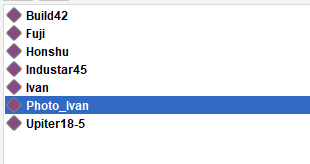 Build42
Fuji
Honshu
Industar45
Ivan
Photo_Ivan
Upiter18-5